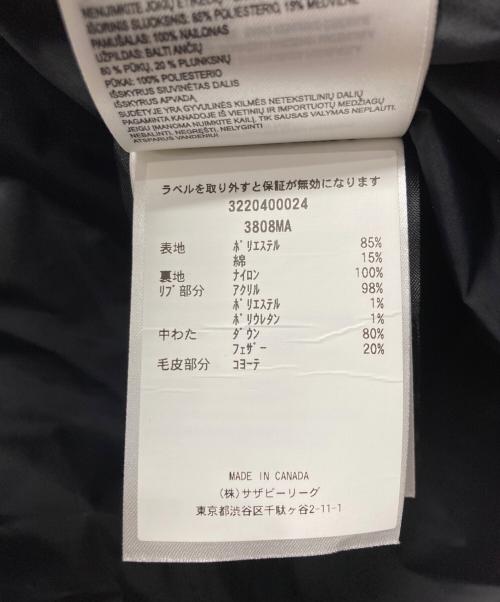 NENUIMKITE JOKIŲ
IŠORINIS SLUOKSNIS: 85% POLIESTERIO, 15% MEDVILNĖ
PAMUŠALAS: 100% NAILONAS
UŽPILDAS: BALTI ANČIŲ
80 % PŪKŲ, 20 % PLUNKSNŲ
PŪKAI: 100% POLIESTERIO
IŠSKYRUS SIUVINĖTAS DALIS
IŠSKYRUS APVADĄ
SUDĖTYJE YRA GYVULINĖS KILMĖS NETEKSTILINIŲ DALIŲ
PAGAMINTA KANADOJE IŠ VIETINIŲ IR IMPORTUOTŲ MEDŽIAGŲ
JEIGU ĮMANOMA NUIMKITE KAILĮ, TIK SAUSAS VALYMAS NEPLAUTI,
NEBALINTI, NEGRĘŠTI, NELYGINTI
ATSPARUS VANDENIUI
ラベルを取り外すと保証が無効になります
3220400024
3808MA
表地 ﾎﾟﾘｴｽﾃﾙ 85%
綿 15%
裏地 ﾅｲﾛﾝ 100%
ﾘﾌﾞ部分 ｱｸﾘﾙ 98%
ﾎﾟﾘｴｽﾃﾙ 1%
ﾎﾟﾘｳﾚﾀﾝ 1%
中わた ﾀﾞｳﾝ 80%
ﾌｪｻﾞｰ 20%
毛皮部分 ｺﾖｰﾃ
MADE IN CANADA
(株)サザビーリーグ
東京都渋谷区千駄ヶ谷2-11-1